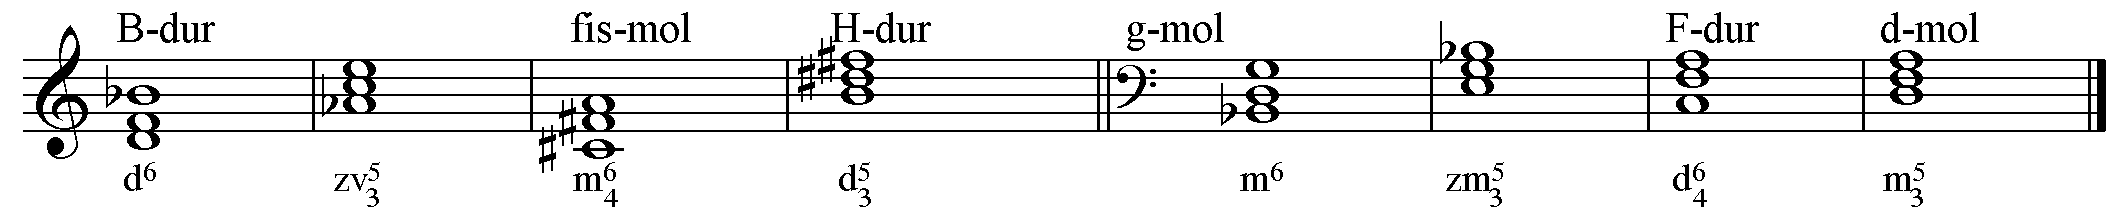 B-dur fis-mol H-dur g-mol F-dur d-mol
d6 zv53 m64 d53 m6 zm53 d64 m53